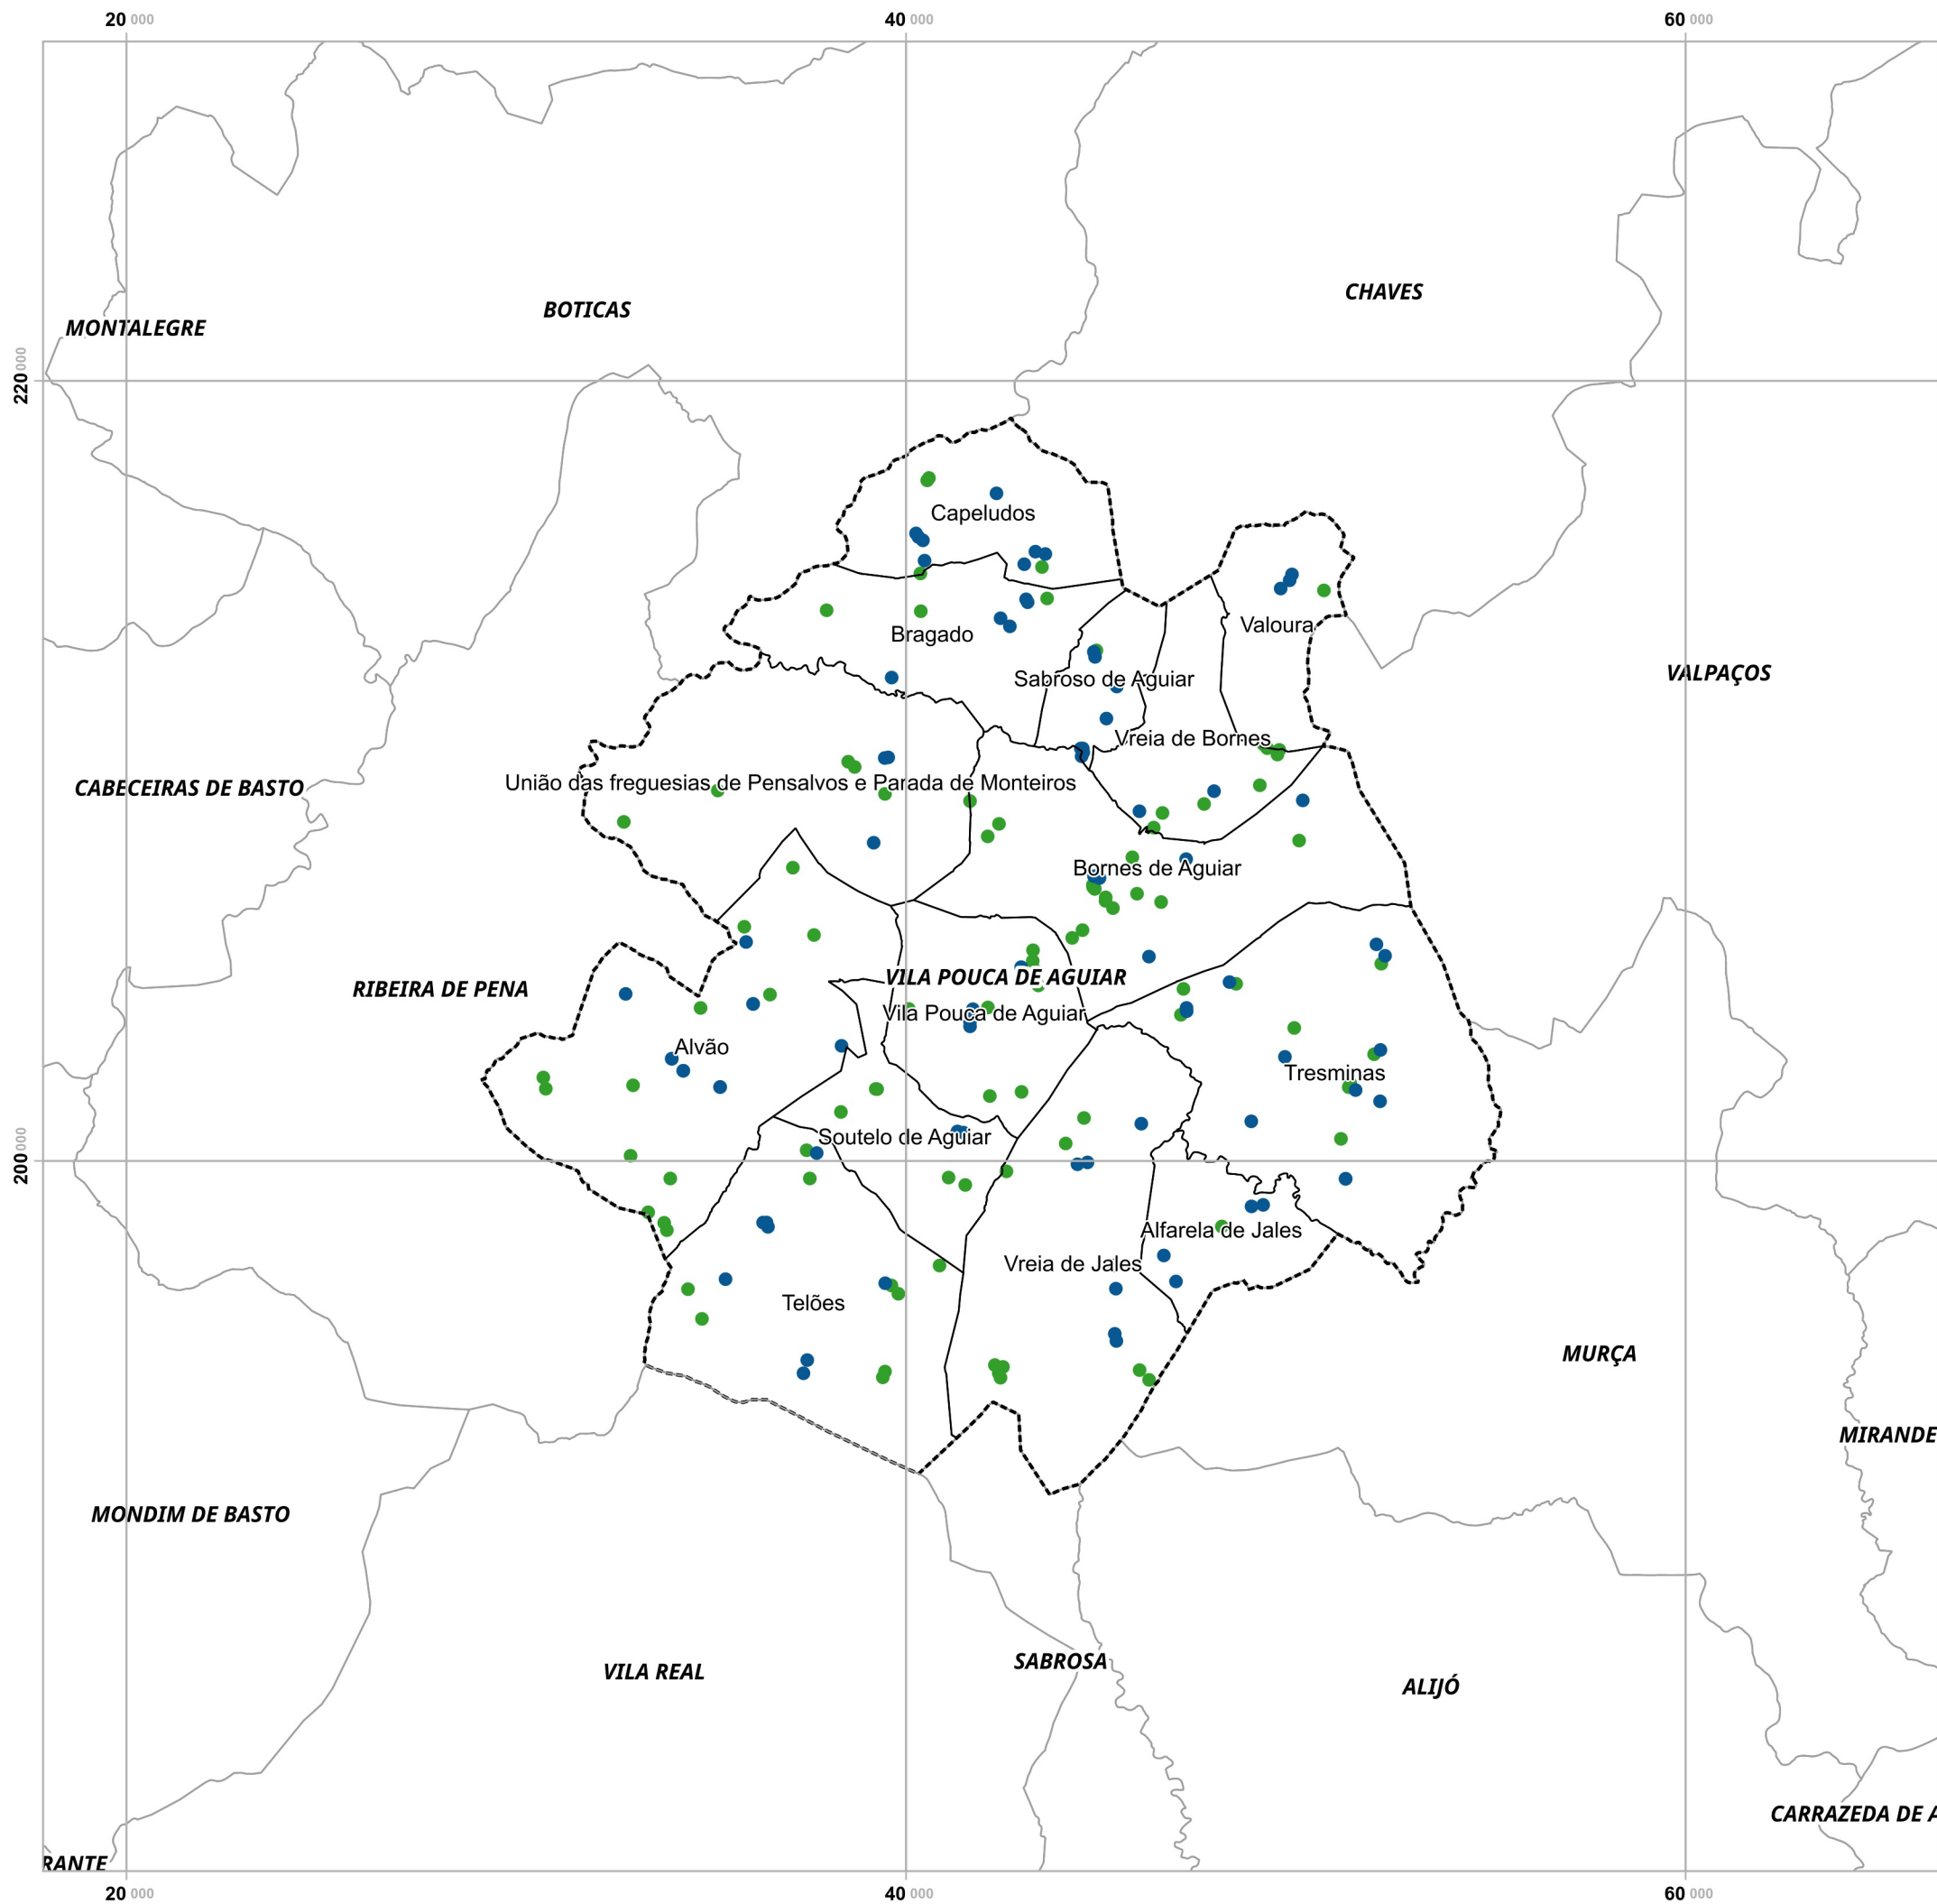 20 000
40 000
60 000
CHAVES
BOTICAS
MONTALEGRE
220 000
Capeludos
Valoura
Bragado
VALPAÇOS
Sabroso de Aguiar
Vreia de Bornes
União das freguesias de Pensalvos e Parada de Monteiros
CABECEIRAS DE BASTO
Bornes de Aguiar
VILA POUCA DE AGUIAR
RIBEIRA DE PENA
Vila Pouca de Aguiar
Alvão
Tresminas
Soutelo de Aguiar
200 000
Alfarela de Jales
Vreia de Jales
Telões
MURÇA
MIRANDE
MONDIM DE BASTO
SABROSA
VILA REAL
ALIJÓ
CARRAZEDA DE A
RANTE
20 000
40 000
60 000